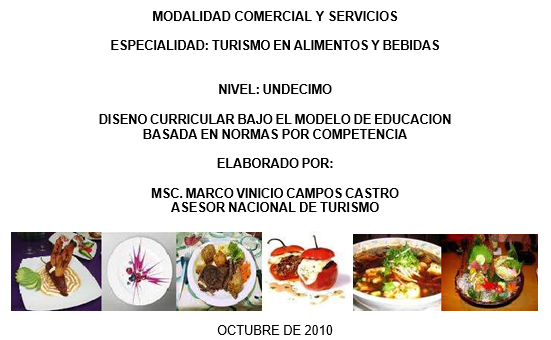 MODALIDAD COMERCIAL Y SERVICIOS
ESPECIALIDAD: TURISMO EN ALIMENTOS Y BEBIDAS
NIVEL: UNDECIMO
DISENO CURRICULAR BAJO EL MODELO DE EDUCACION
BASADA EN NORMAS POR COMPETENCIA
ELABORADO POR:
MSC. MARCO VINICIO CAMPOS CASTRO
ASESOR NACIONAL DE TURISMO
OCTUBRE DE 2010